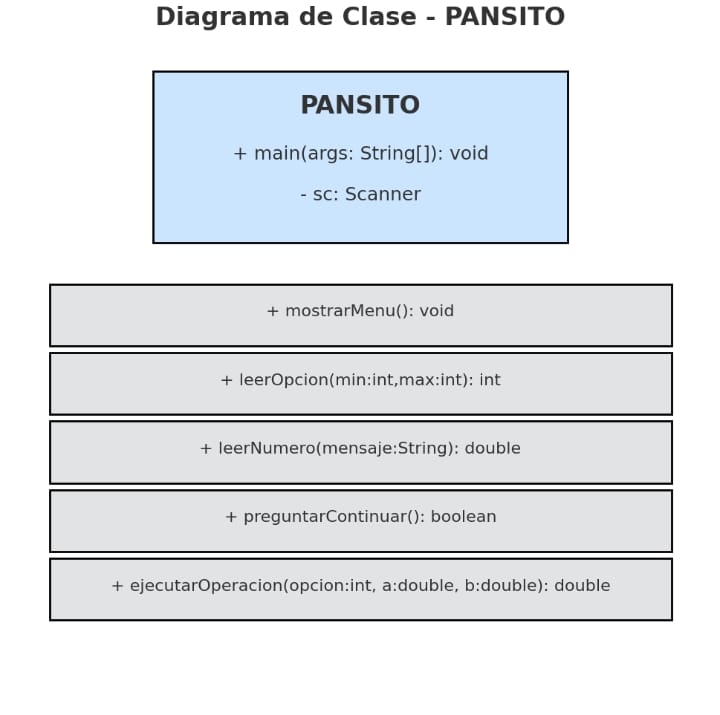 Diagrama de Clase - PANSITO
PANSITO
+ main(args: String[]): void
- sc: Scanner
+ mostrarMenu(): void
+ leerOpcion(min:int,max:int): int
+ leerNumero(mensaje:String): double
+ preguntarContinuar(): boolean
+ ejecutarOperacion(opcion:int, a:double, b:double): double